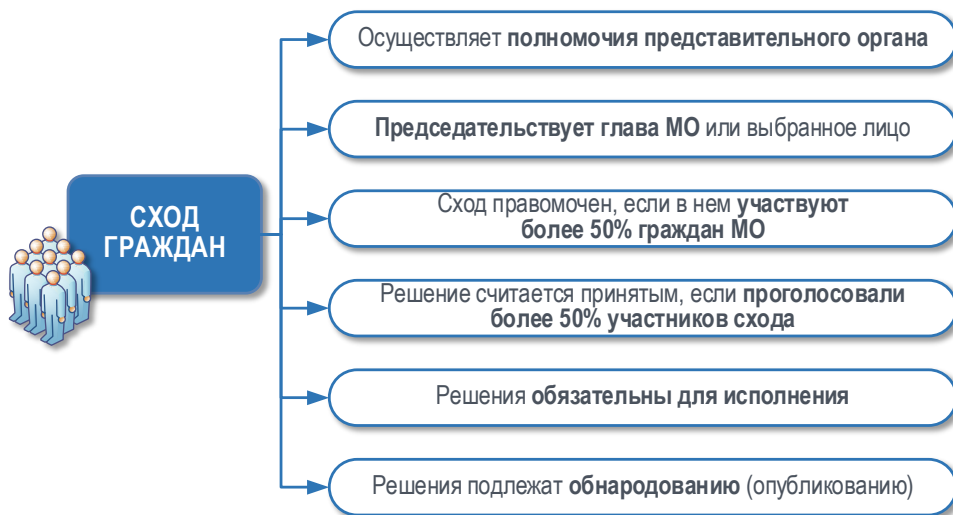 Осуществляет полномочия представительного органа
Председательствует глава МО или выбранное лицо
СХОД
ГРАЖДАН
Сход правомочен, если в нем участвуют
более 50% граждан МО
Решение считается принятым, если проголосовали
более 50% участников схода
Решения обязательны для исполнения
Решения подлежат обнародованию (опубликованию)